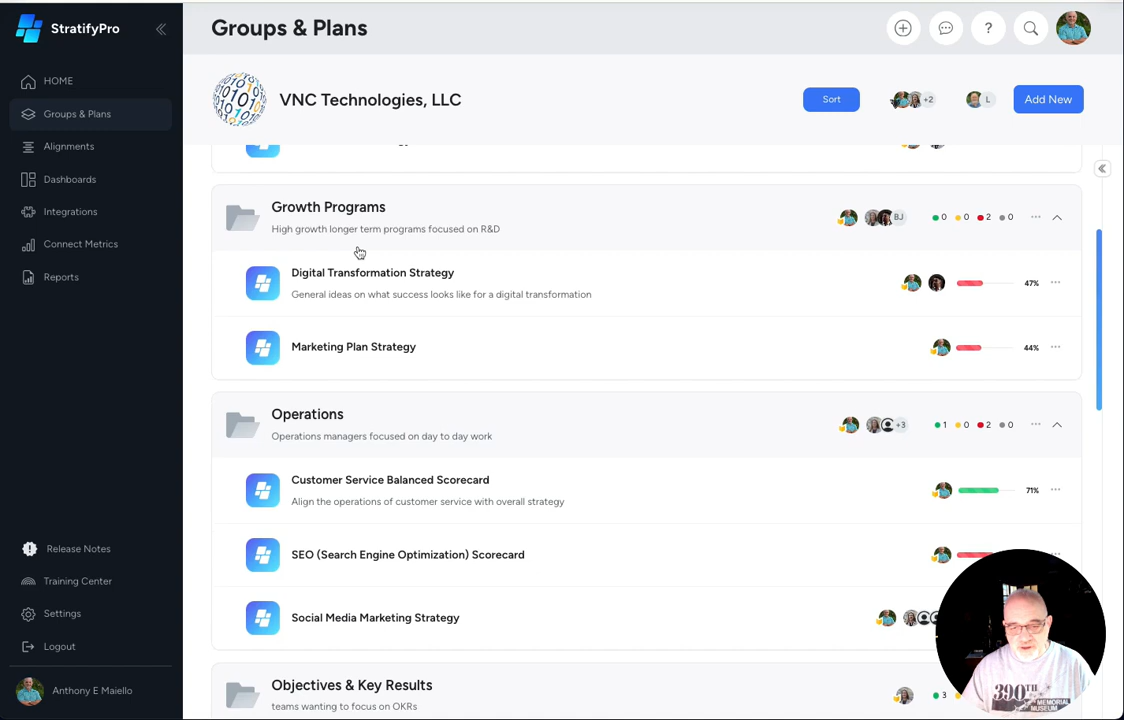 StratifyPro
Groups & Plans
HOME
Groups & Plans
Alignments
Dashboards
Integrations
Connect Metrics
Reports
Release Notes
Training Center
Settings
Logout
Anthony E Maiello
VNC Technologies, LLC
Sort
+2
L
Add New
Growth Programs
High growth longer term programs focused on R&D
BJ
0 0 2 0
Digital Transformation Strategy
General ideas on what success looks like for a digital transformation
47%
Marketing Plan Strategy
44%
Operations
Operations managers focused on day to day work
+3
1 0 2 0
Customer Service Balanced Scorecard
Align the operations of customer service with overall strategy
71%
SEO (Search Engine Optimization) Scorecard
Social Media Marketing Strategy
Objectives & Key Results
teams wanting to focus on OKRs
3
390TH
MEMORIAL
MUSEUM